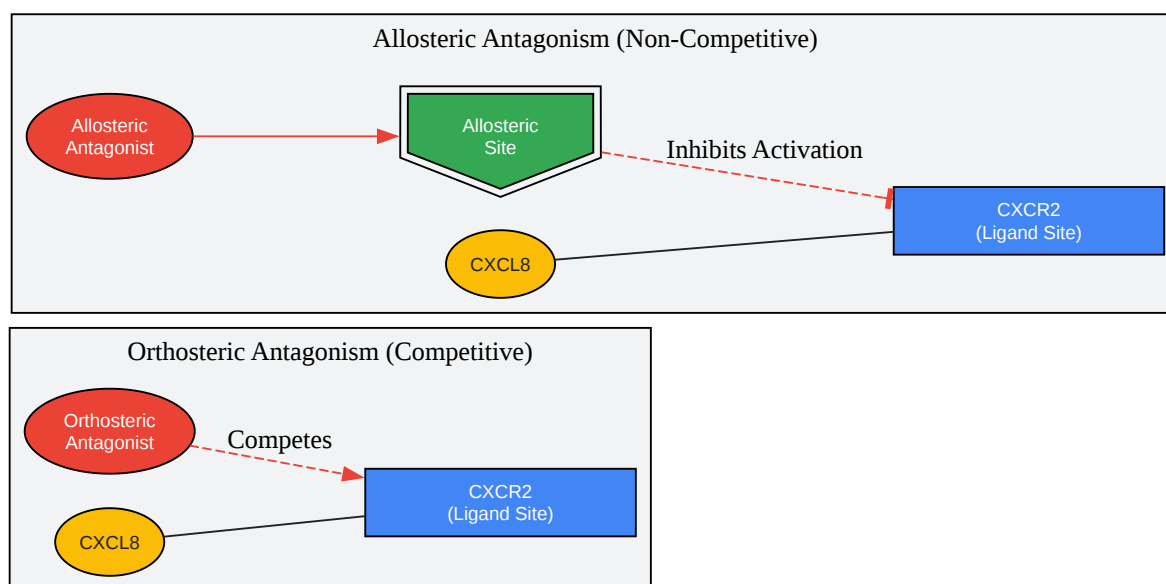 Allosteric Antagonism (Non-Competitive)
Allosteric
Antagonist
Allosteric
Site
Inhibits Activation
CXCR2
(Ligand Site)
CXCL8
Orthosteric Antagonism (Competitive)
Orthosteric
Antagonist
Competes
CXCR2
(Ligand Site)
CXCL8